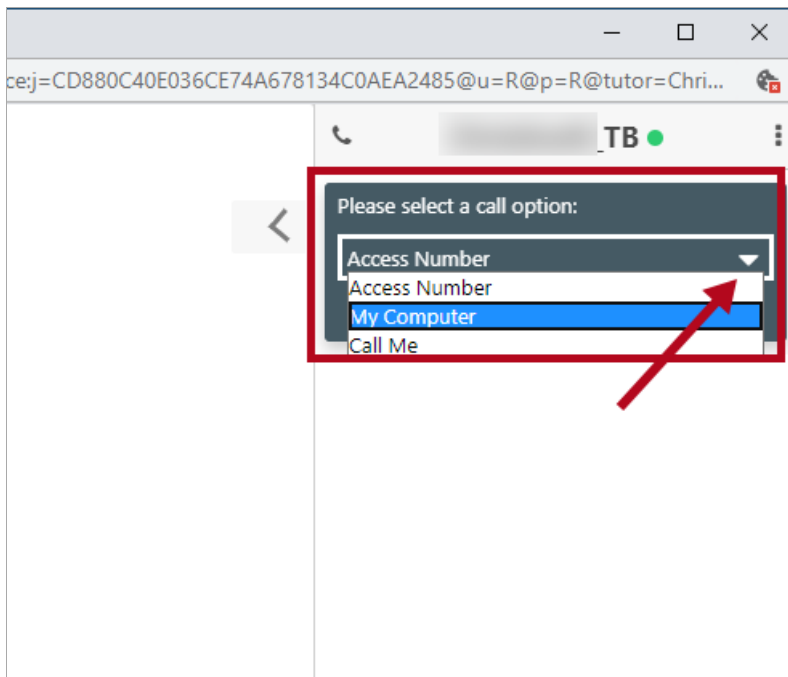 ce;j=CD880C40E036CE74A678134C0AEA2485@u=R@p=R@tutor=Chri...
_TB
Please select a call option:
Access Number
Access Number
My Computer
Call Me